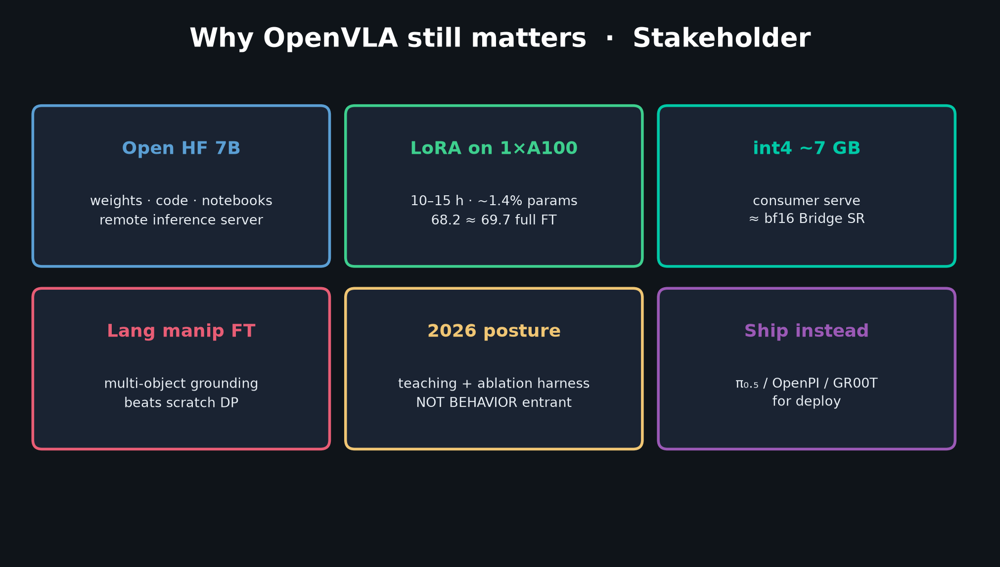 Why OpenVLA still matters · Stakeholder
Open HF 7B
weights · code · notebooks
remote inference server
LoRA on 1×A100
10–15 h · ~1.4% params
68.2 ≈ 69.7 full FT
int4 ~7 GB
consumer serve
≈ bf16 Bridge SR
Lang manip FT
multi-object grounding
beats scratch DP
2026 posture
teaching + ablation harness
NOT BEHAVIOR entrant
Ship instead
π₀.₅ / OpenPI / GR00T
for deploy